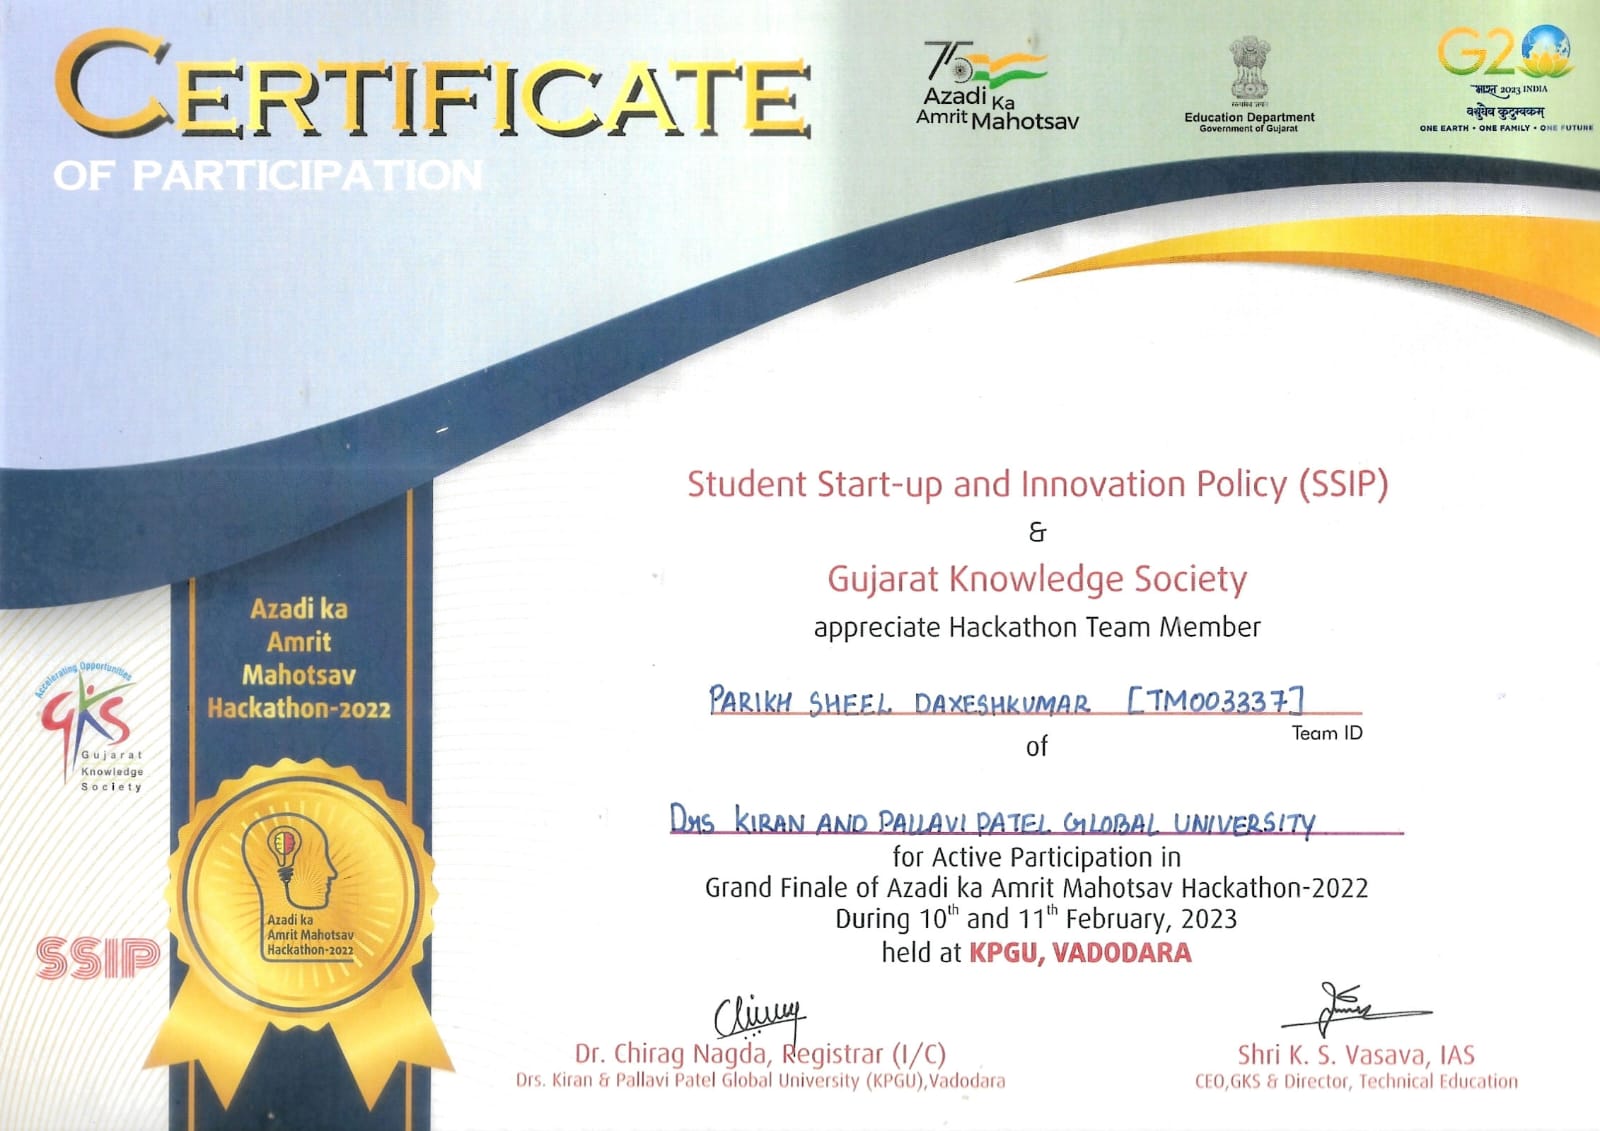 CERTIFICATE
OF PARTICIPATION
75
Azadi Ka
Amrit Mahotsav
सत्यमेव जयते
Education Department
Government of Gujarat
G20
भारत 2023 INDIA
वसुधैव कुटुम्बकम्
ONE EARTH • ONE FAMILY • ONE FUTURE
Student Start-up and Innovation Policy (SSIP)
&
Gujarat Knowledge Society
appreciate Hackathon Team Member
PARIKH SHEEL DAXESHKUMAR [TM003337]
Team ID
of
Drs KIRAN AND PALLAVI PATEL GLOBAL UNIVERSITY
for Active Participation in
Grand Finale of Azadi ka Amrit Mahotsav Hackathon-2022
During 10th and 11th February, 2023
held at KPGU, VADODARA
Azadi ka
Amrit
Mahotsav
Hackathon-2022
Accelerating Opportunities
GKS
Gujarat
Knowledge
Society
Azadi ka
Amrit Mahotsav
Hackathon-2022
SSIP
Dr. Chirag Nagda, Registrar (I/C)
Drs. Kiran & Pallavi Patel Global University (KPGU),Vadodara
Shri K. S. Vasava, IAS
CEO,GKS & Director, Technical Education